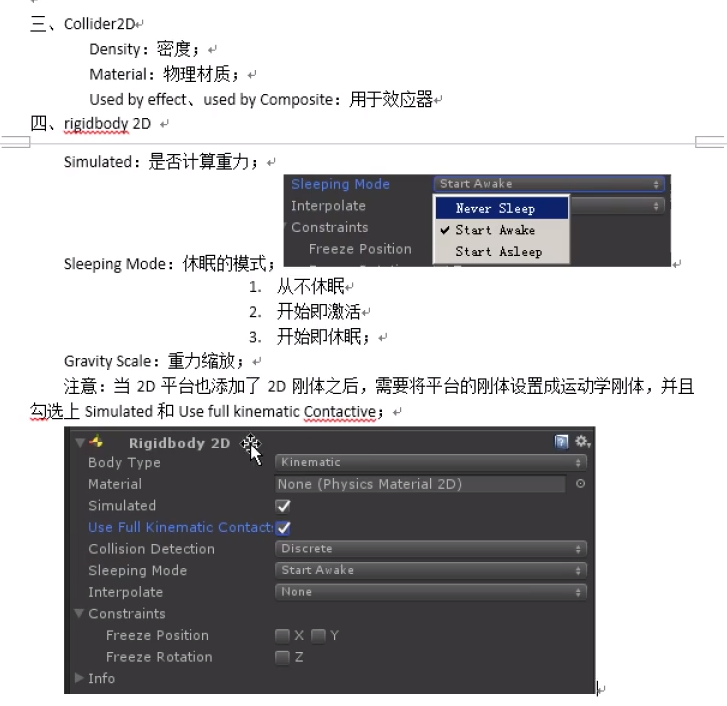 三、Collider2D
Density：密度；
Material：物理材质；
Used by effect、used by Composite：用于效应器
四、rigidbody 2D
Simulated：是否计算重力；
Sleeping Mode Start Awake
Interpolate Never Sleep
Constraints ✓ Start Awake
Freeze Position Start Asleep
Sleeping Mode：休眠的模式；
1. 从不休眠
2. 开始即激活
3. 开始即休眠；
Gravity Scale：重力缩放；
注意：当 2D 平台也添加了 2D 刚体之后，需要将平台的刚体设置成运动学刚体，并且
勾选上 Simulated 和 Use full kinematic Contactive；
Rigidbody 2D
Body Type Kinematic
Material None (Physics Material 2D)
Simulated
Use Full Kinematic Contact
Collision Detection Discrete
Sleeping Mode Start Awake
Interpolate None
Constraints
Freeze Position X Y
Freeze Rotation Z
Info